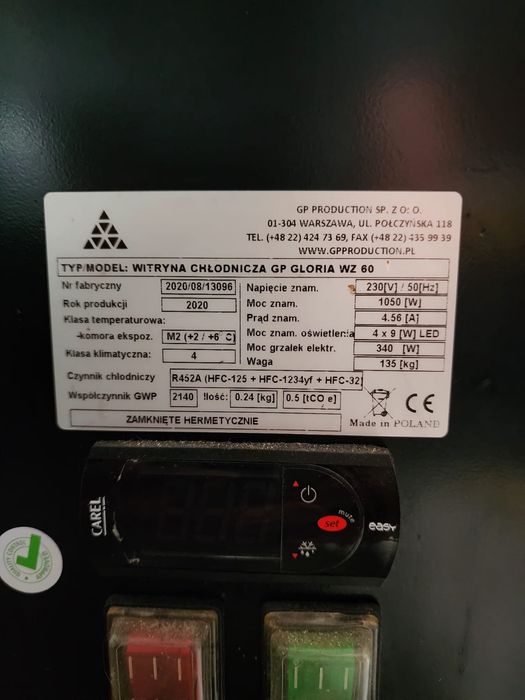 GP PRODUCTION SP. Z O. O.
01-304 WARSZAWA, UL. POŁCZYŃSKA 118
TEL. (+48 22) 424 73 69, FAX (+48 22) 435 99 39
WWW.GPPRODUCTION.PL
TYP/MODEL: WITRYNA CHŁODNICZA GP GLORIA WZ 60
Nr fabryczny 2020/08/13096 Napięcie znam. 230[V] / 50[Hz]
Rok produkcji 2020 Moc znam. 1050 [W]
Klasa temperaturowa: Prąd znam. 4.56 [A]
-komora ekspoz. M2 (+2 / +6 °C) Moc znam. oświetlenia 4 x 9 [W] LED
Klasa klimatyczna: 4 Moc grzałek elektr. 340 [W]
Waga 135 [kg]
Czynnik chłodniczy R452A (HFC-125 + HFC-1234yf + HFC-32)
Współczynnik GWP 2140 Ilość: 0.24 [kg] 0.5 [tCO e]
ZAMKNIĘTE HERMETYCZNIE
CE
Made in POLAND
CAREL
mute
set
easy
QUALITY CONTROL